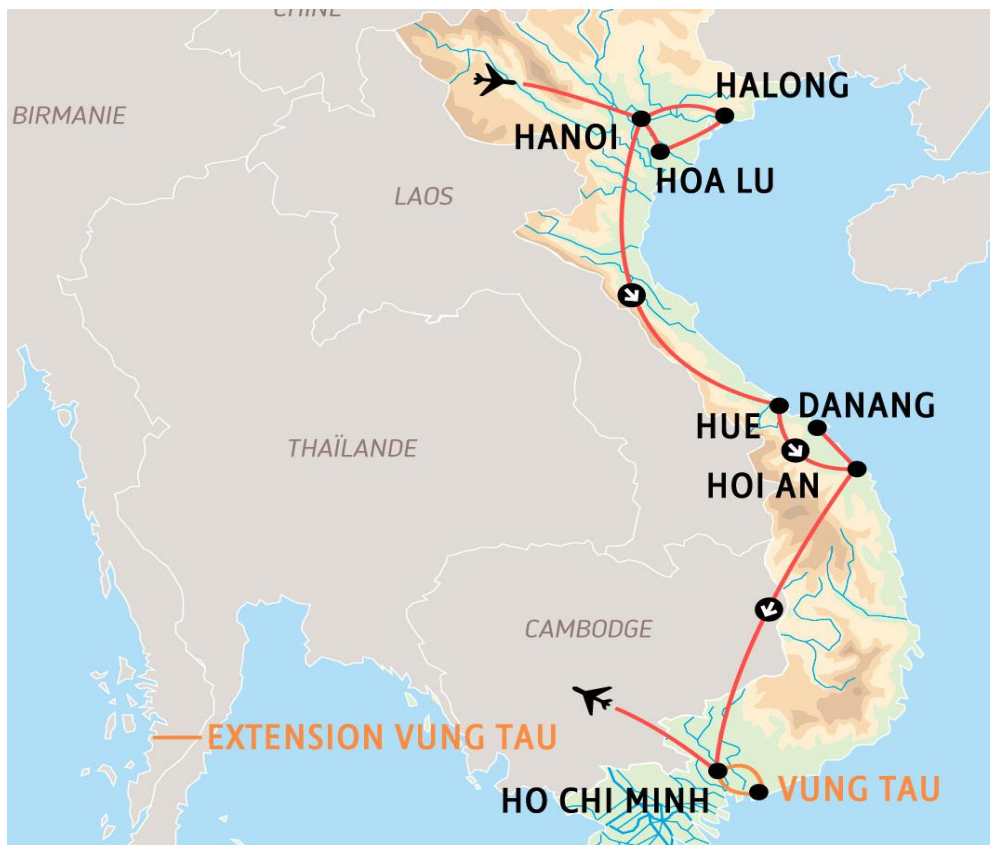 CHINE
BIRMANIE
HALONG
HANOI
HOA LU
LAOS
DANANG
HUE
THAÏLANDE
HOI AN
CAMBODGE
EXTENSION VUNG TAU
VUNG TAU
HO CHI MINH